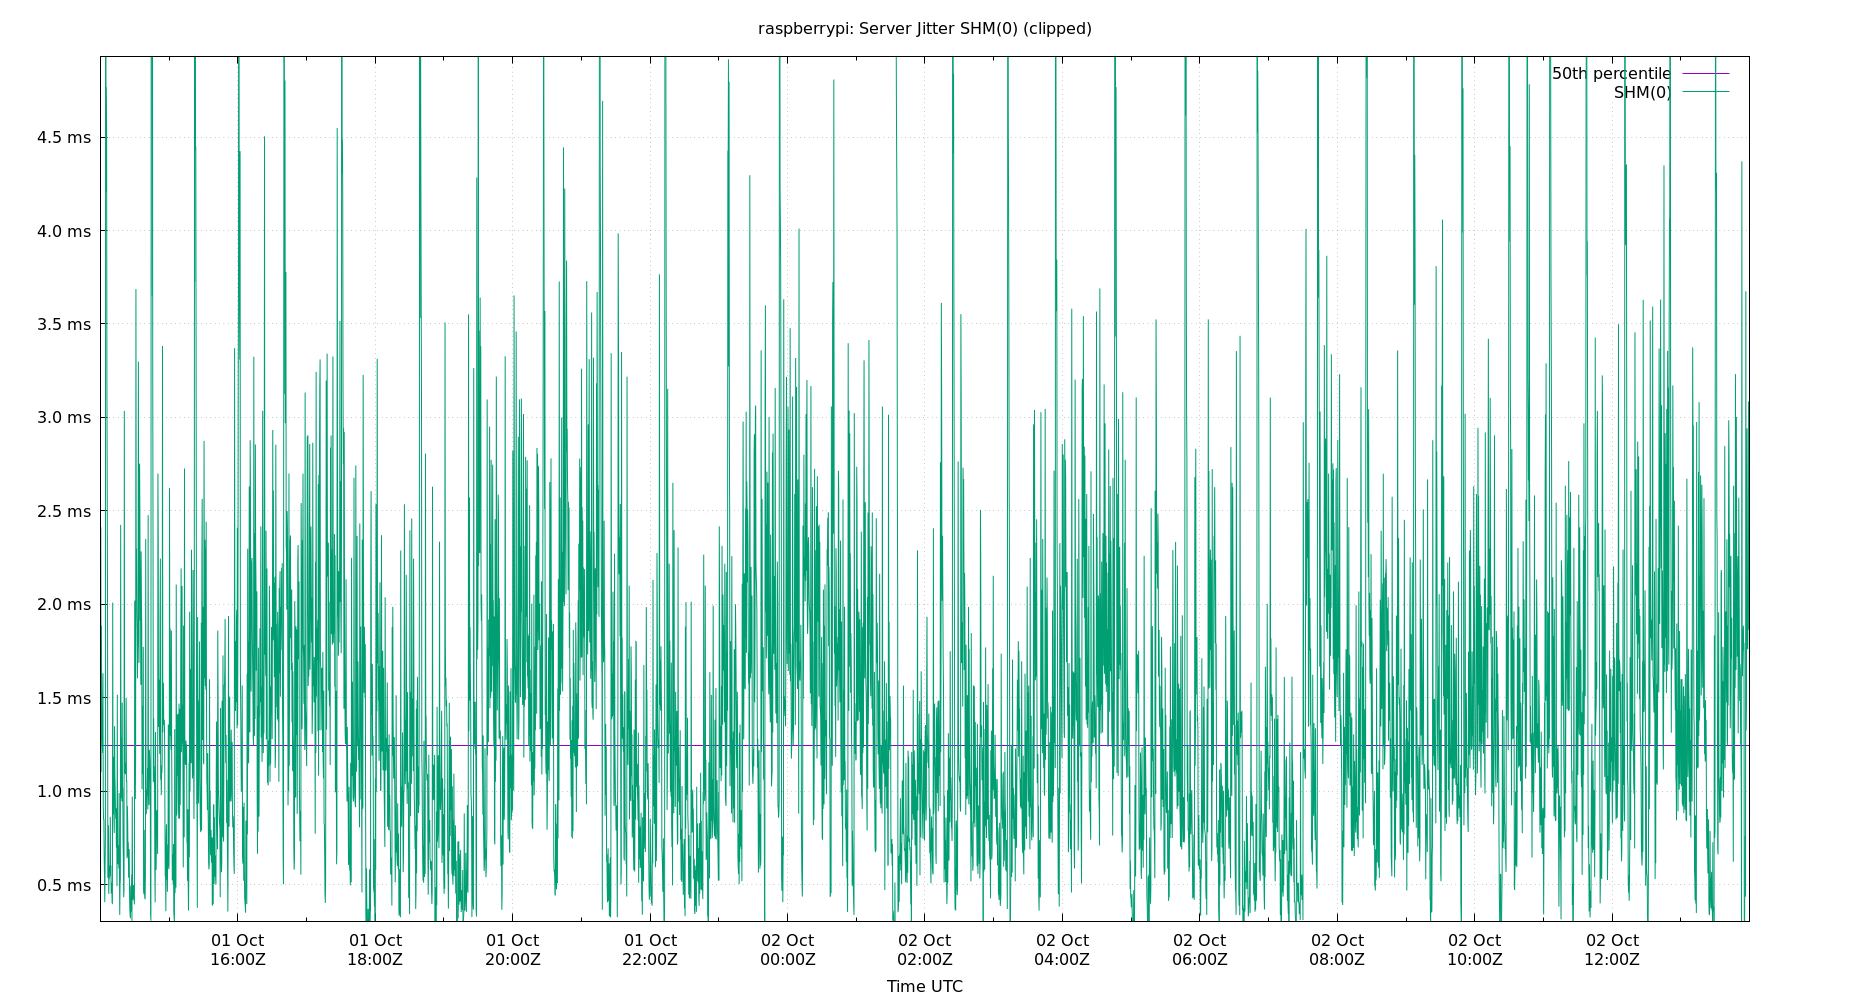 raspberrypi: Server Jitter SHM(0) (clipped)
50th percentile
SHM(0)
4.5 ms
4.0 ms
3.5 ms
3.0 ms
2.5 ms
2.0 ms
1.5 ms
1.0 ms
0.5 ms
01 Oct 01 Oct 01 Oct 01 Oct 02 Oct 02 Oct 02 Oct 02 Oct 02 Oct 02 Oct 02 Oct
16:00Z 18:00Z 20:00Z 22:00Z 00:00Z 02:00Z 04:00Z 06:00Z 08:00Z 10:00Z 12:00Z
Time UTC